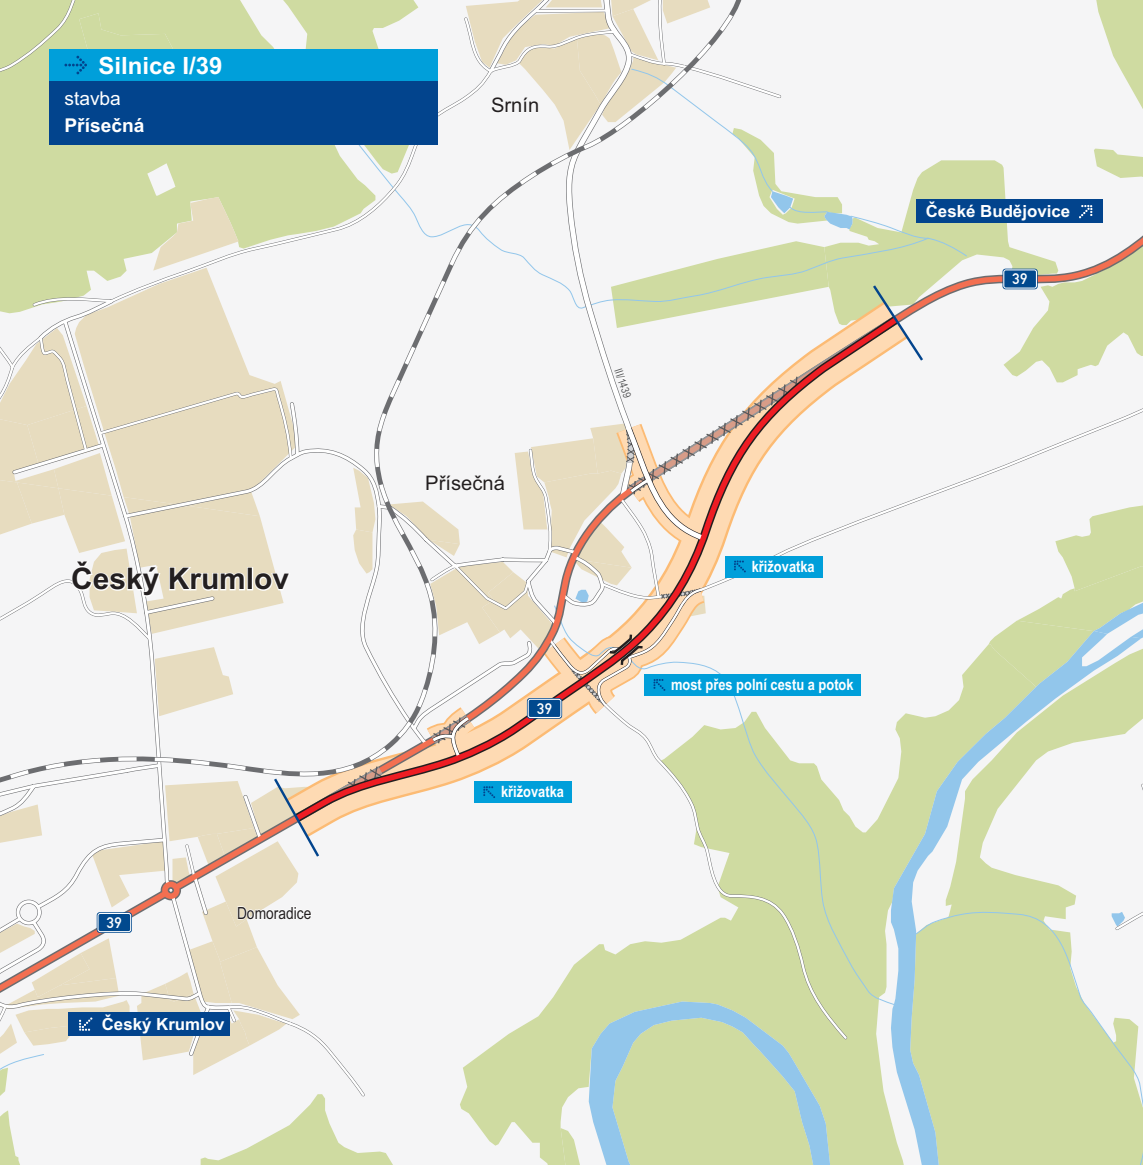 Silnice I/39
stavba
Přísečná
Srnín
České Budějovice
39
III/1439
Přísečná
křižovatka
Český Krumlov
most přes polní cestu a potok
39
křižovatka
Domoradice
39
Český Krumlov